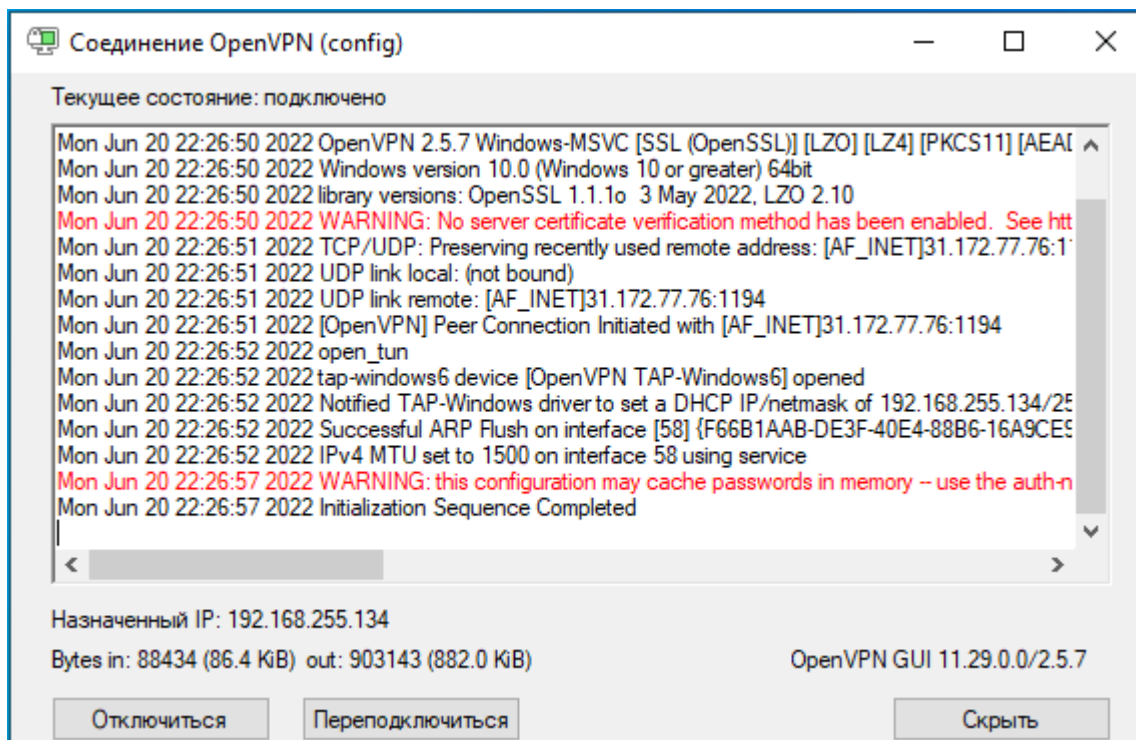 Соединение OpenVPN (config)
Текущее состояние: подключено
Mon Jun 20 22:26:50 2022 OpenVPN 2.5.7 Windows-MSVC [SSL (OpenSSL)] [LZO] [LZ4] [PKCS11] [AEAD
Mon Jun 20 22:26:50 2022 Windows version 10.0 (Windows 10 or greater) 64bit
Mon Jun 20 22:26:50 2022 library versions: OpenSSL 1.1.1o  3 May 2022, LZO 2.10
Mon Jun 20 22:26:50 2022 WARNING: No server certificate verification method has been enabled.  See htt
Mon Jun 20 22:26:51 2022 TCP/UDP: Preserving recently used remote address: [AF_INET]31.172.77.76:1
Mon Jun 20 22:26:51 2022 UDP link local: (not bound)
Mon Jun 20 22:26:51 2022 UDP link remote: [AF_INET]31.172.77.76:1194
Mon Jun 20 22:26:51 2022 [OpenVPN] Peer Connection Initiated with [AF_INET]31.172.77.76:1194
Mon Jun 20 22:26:52 2022 open_tun
Mon Jun 20 22:26:52 2022 tap-windows6 device [OpenVPN TAP-Windows6] opened
Mon Jun 20 22:26:52 2022 Notified TAP-Windows driver to set a DHCP IP/netmask of 192.168.255.134/25
Mon Jun 20 22:26:52 2022 Successful ARP Flush on interface [58] {F66B1AAB-DE3F-40E4-88B6-16A9CE9
Mon Jun 20 22:26:52 2022 IPv4 MTU set to 1500 on interface 58 using service
Mon Jun 20 22:26:57 2022 WARNING: this configuration may cache passwords in memory -- use the auth-n
Mon Jun 20 22:26:57 2022 Initialization Sequence Completed
Назначенный IP: 192.168.255.134
Bytes in: 88434 (86.4 KiB)  out: 903143 (882.0 KiB)
OpenVPN GUI 11.29.0.0/2.5.7
Отключиться
Переподключиться
Скрыть